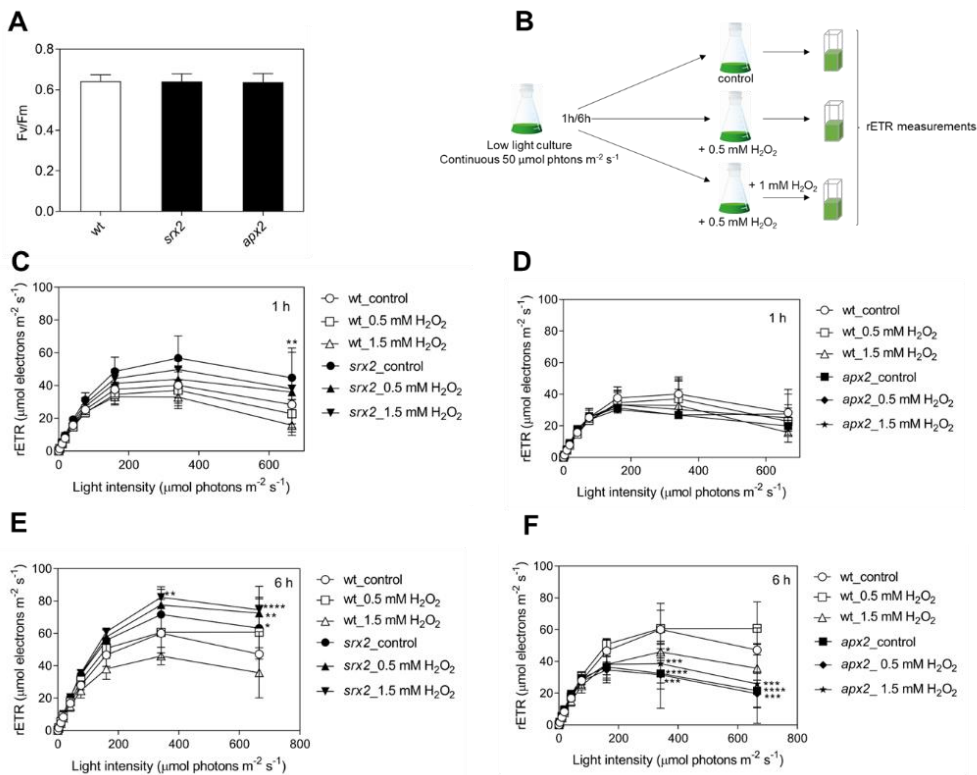 A
0.8
0.6
0.4
0.2
0.0
Fv/Fm
wt
srx2
apx2
B
Low light culture
Continuous 50 μmol phtons m⁻² s⁻¹
1h/6h
control
+ 0.5 mM H₂O₂
+ 1 mM H₂O₂
+ 0.5 mM H₂O₂
rETR measurements
C
100
80
60
40
20
0
rETR (μmol electrons m⁻² s⁻¹)
0 200 400 600
Light intensity (μmol photons m⁻² s⁻¹)
1 h
**
wt_control
wt_0.5 mM H₂O₂
wt_1.5 mM H₂O₂
srx2_control
srx2_0.5 mM H₂O₂
srx2_1.5 mM H₂O₂
D
100
80
60
40
20
0
rETR (μmol electrons m⁻² s⁻¹)
0 200 400 600
Light intensity (μmol photons m⁻² s⁻¹)
1 h
wt_control
wt_0.5 mM H₂O₂
wt_1.5 mM H₂O₂
apx2_control
apx2_0.5 mM H₂O₂
apx2_1.5 mM H₂O₂
E
100
80
60
40
20
0
rETR (μmol electrons m⁻² s⁻¹)
0 200 400 600 800
Light intensity (μmol photons m⁻² s⁻¹)
6 h
**
****
**
*
wt_control
wt_0.5 mM H₂O₂
wt_1.5 mM H₂O₂
srx2_control
srx2_0.5 mM H₂O₂
srx2_1.5 mM H₂O₂
F
100
80
60
40
20
0
rETR (μmol electrons m⁻² s⁻¹)
0 200 400 600 800
Light intensity (μmol photons m⁻² s⁻¹)
6 h
*
***
****
***
***
****
***
wt_control
wt_0.5 mM H₂O₂
wt_1.5 mM H₂O₂
apx2_control
apx2_ 0.5 mM H₂O₂
apx2_ 1.5 mM H₂O₂